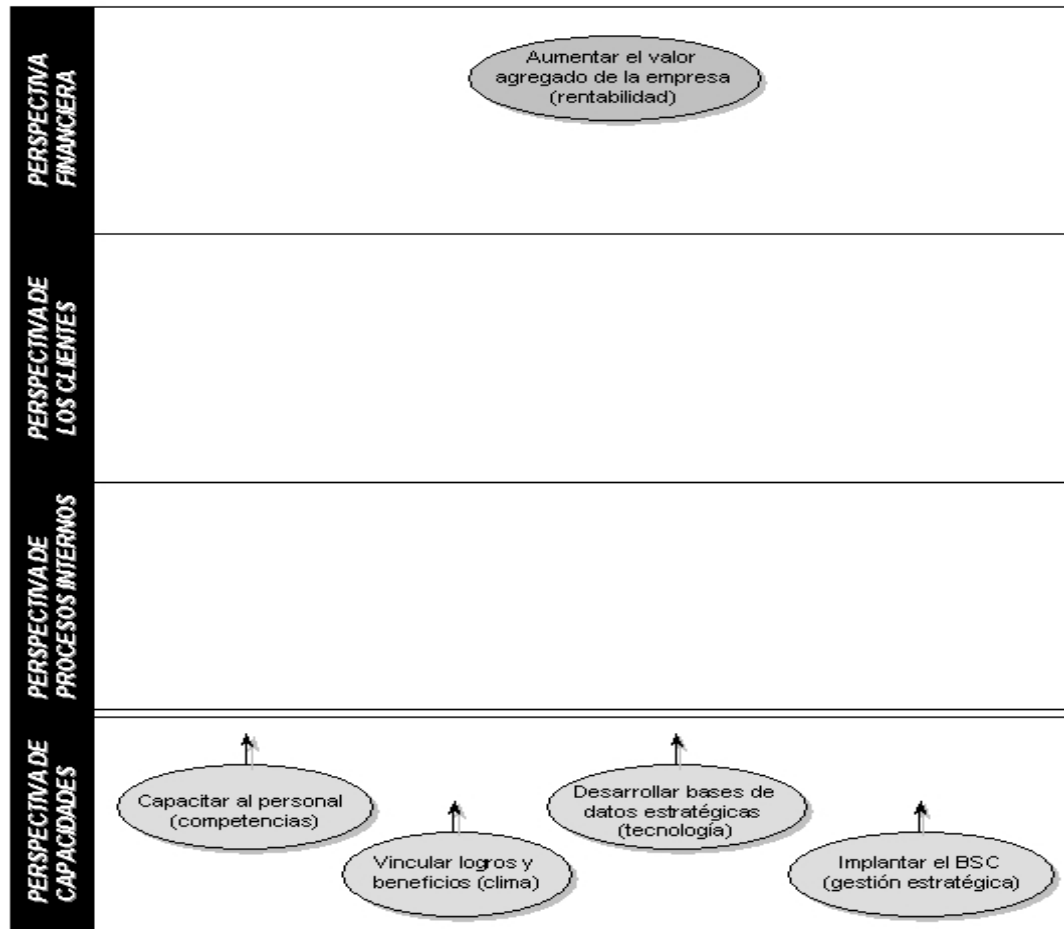 PERSPECTIVA
FINANCIERA
Aumentar el valor
agregado de la empresa
(rentabilidad)
PERSPECTIVA DE
LOS CLIENTES
PERSPECTIVA DE
PROCESOS INTERNOS
PERSPECTIVA DE
CAPACIDADES
Capacitar al personal
(competencias)
Vincular logros y
beneficios (clima)
Desarrollar bases de
datos estratégicas
(tecnología)
Implantar el BSC
(gestión estratégica)